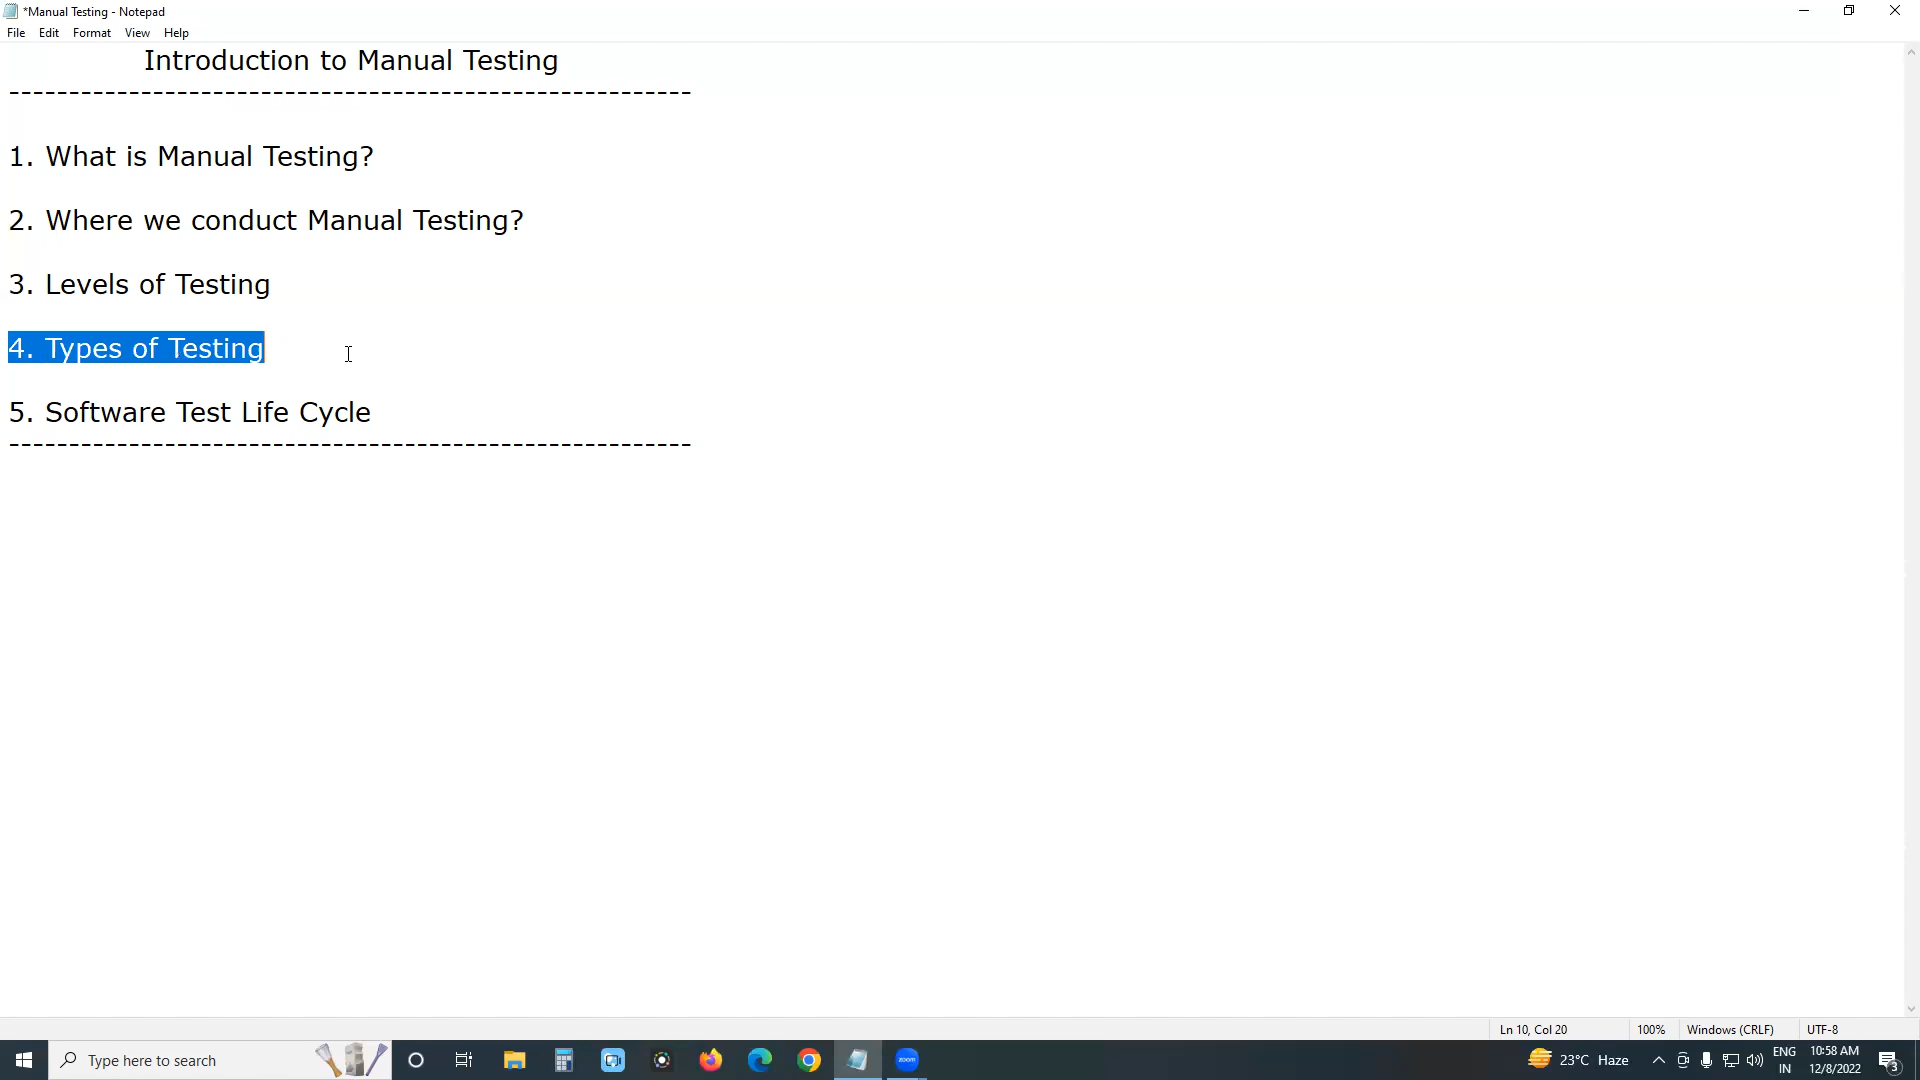 *Manual Testing - Notepad
File Edit Format View Help
Introduction to Manual Testing
---------------------------------------------------------
1. What is Manual Testing?
2. Where we conduct Manual Testing?
3. Levels of Testing
4. Types of Testing
5. Software Test Life Cycle
---------------------------------------------------------
Ln 10, Col 20 100% Windows (CRLF) UTF-8
Type here to search zoom 23°C Haze ENG 10:58 AM
IN 12/8/2022 3